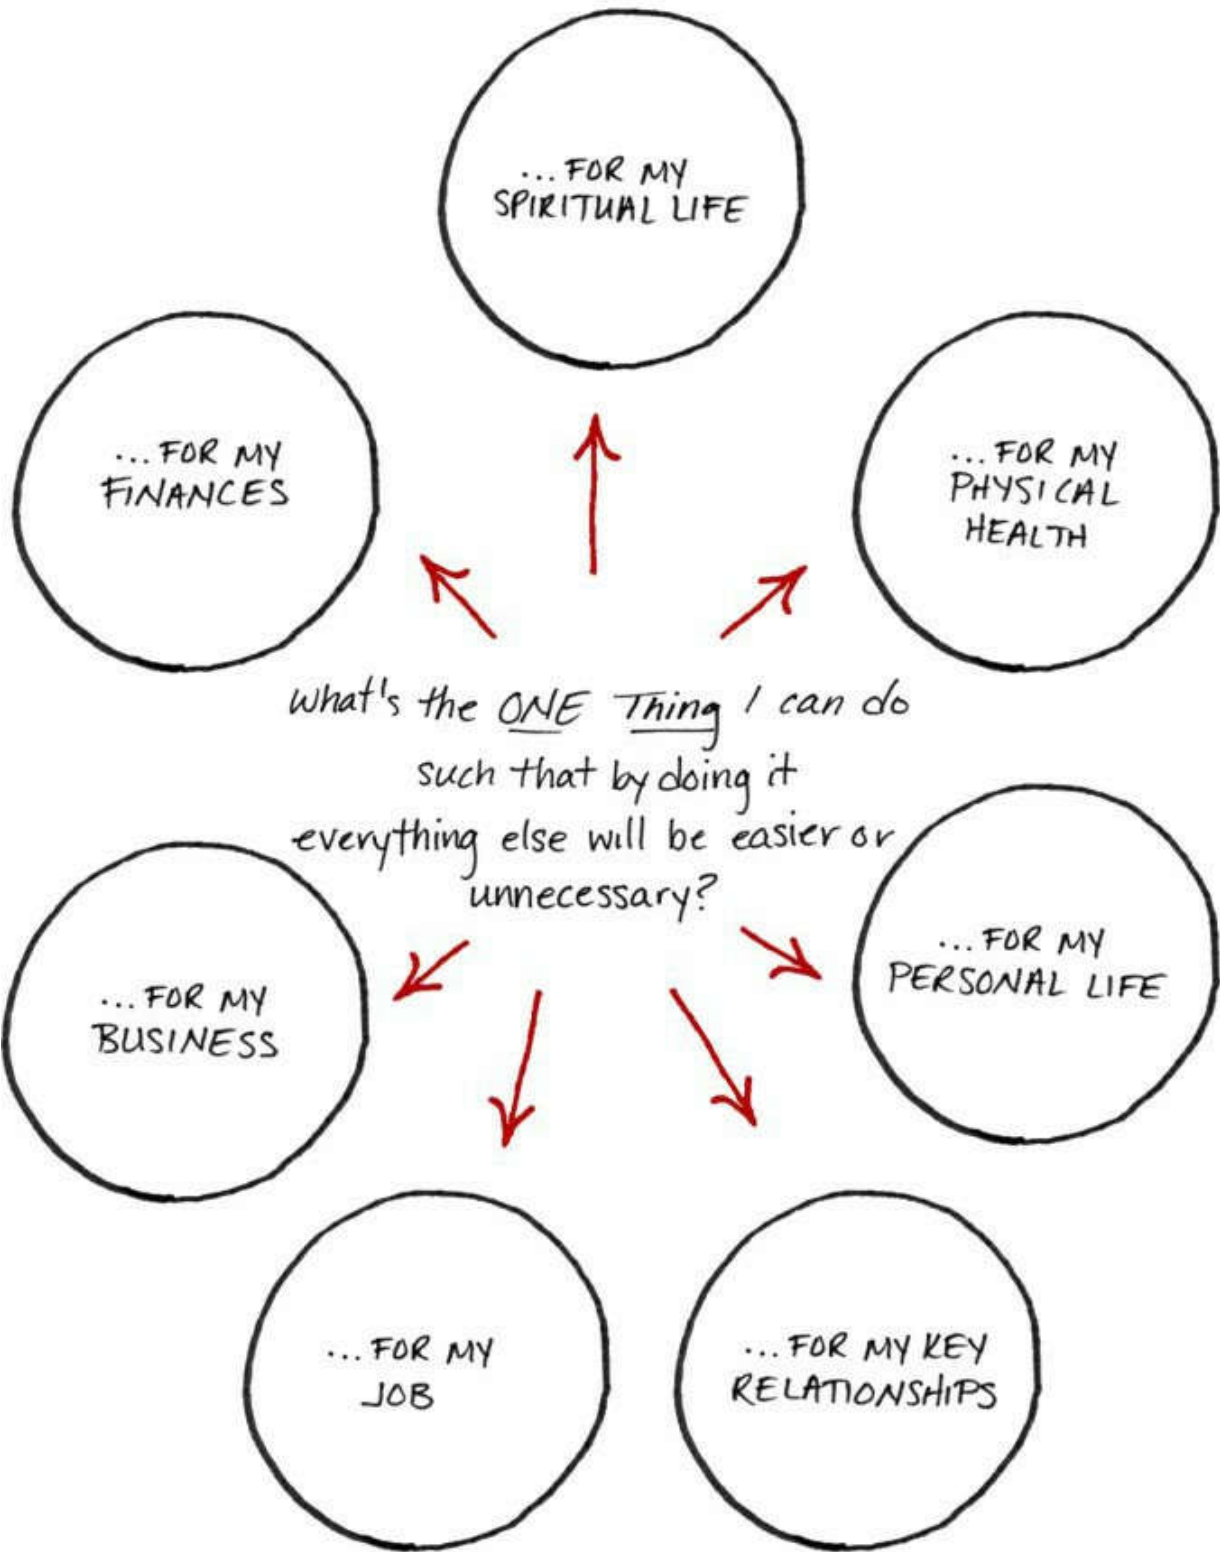 ... FOR MY
SPIRITUAL LIFE
... FOR MY
FINANCES
... FOR MY
PHYSICAL
HEALTH
What's the ONE Thing I can do
such that by doing it
everything else will be easier or
unnecessary?
... FOR MY
PERSONAL LIFE
... FOR MY
BUSINESS
... FOR MY
JOB
... FOR MY KEY
RELATIONSHIPS